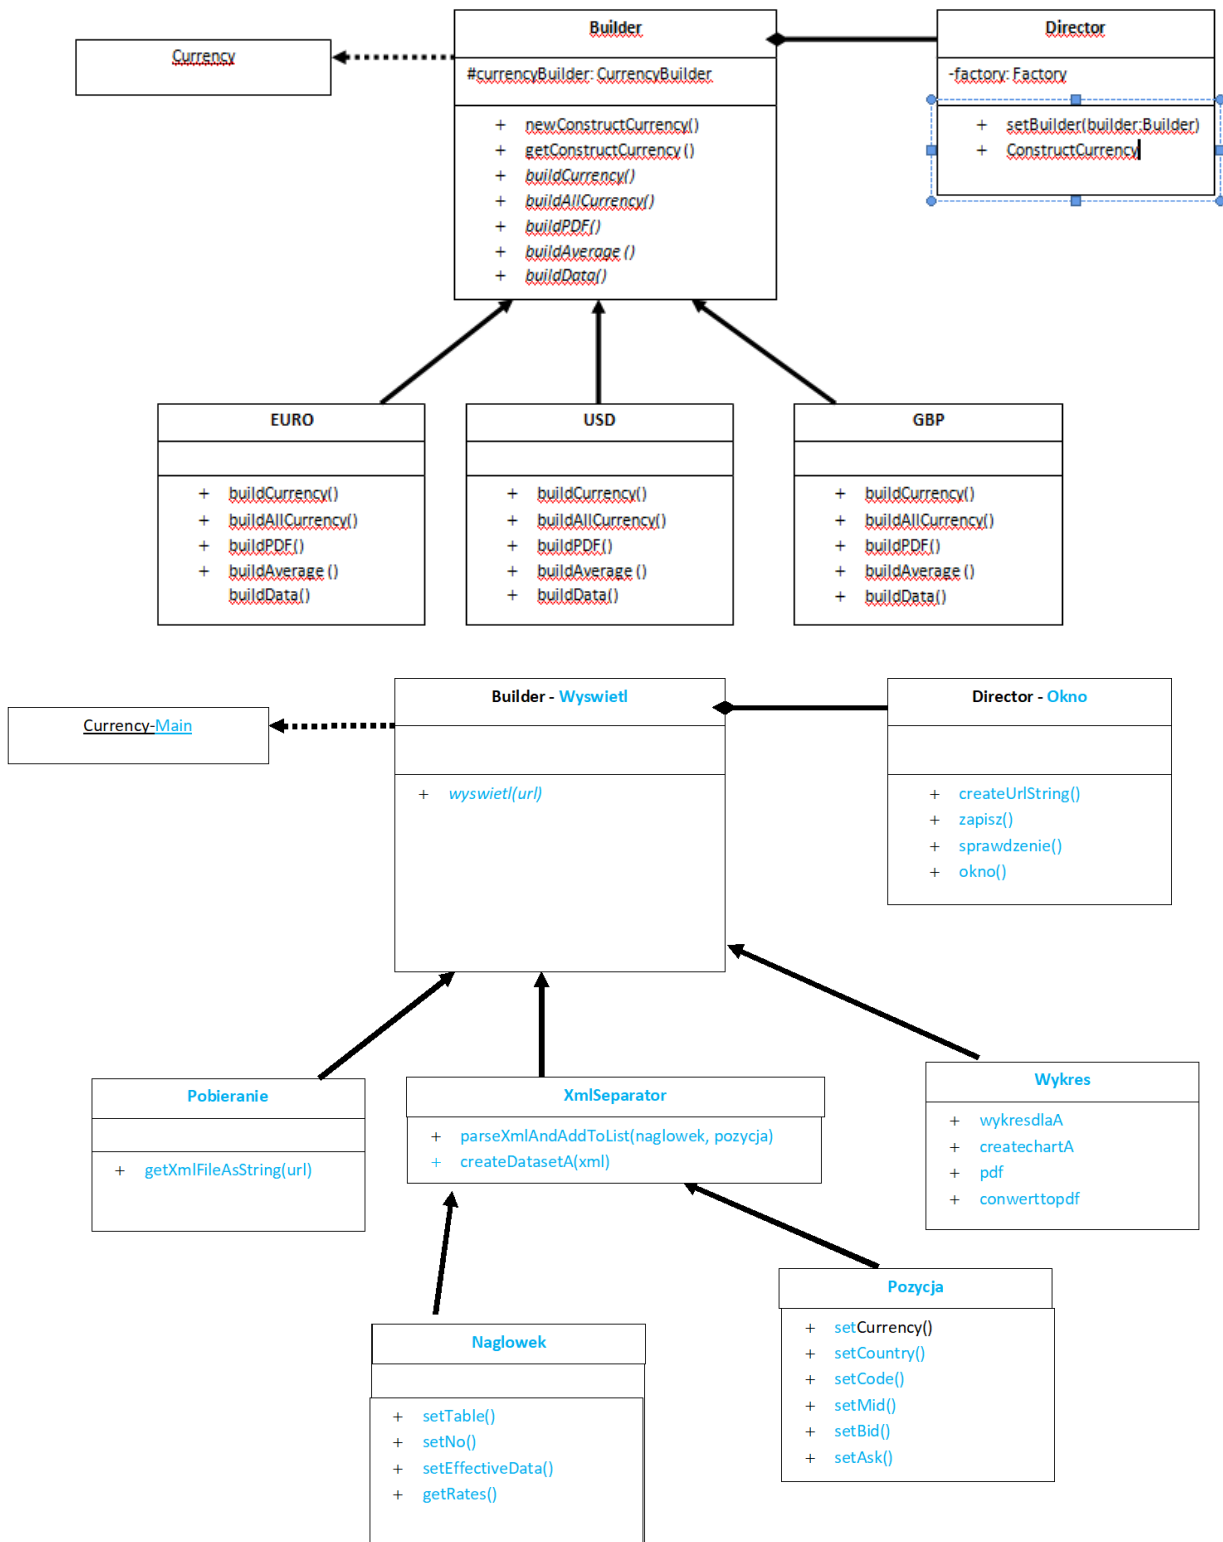 Currency
Builder
#currencyBuilder: CurrencyBuilder
+ newConstructCurrency()
+ getConstructCurrency ()
+ buildCurrency()
+ buildAllCurrency()
+ buildPDF()
+ buildAverage ()
+ buildData()
Director
-factory: Factory
+ setBuilder(builder:Builder)
+ ConstructCurrency
EURO
+ buildCurrency()
+ buildAllCurrency()
+ buildPDF()
+ buildAverage ()
buildData()
USD
+ buildCurrency()
+ buildAllCurrency()
+ buildPDF()
+ buildAverage ()
+ buildData()
GBP
+ buildCurrency()
+ buildAllCurrency()
+ buildPDF()
+ buildAverage ()
+ buildData()
Currency-Main
Builder - Wyswietl
+ wyswietl(url)
Director - Okno
+ createUrlString()
+ zapisz()
+ sprawdzenie()
+ okno()
Pobieranie
+ getXmlFileAsString(url)
XmlSeparator
+ parseXmlAndAddToList(naglowek, pozycja)
+ createDatasetA(xml)
Wykres
+ wykresdlaA
+ createchartA
+ pdf
+ conwerttopdf
Naglowek
+ setTable()
+ setNo()
+ setEffectiveData()
+ getRates()
Pozycja
+ setCurrency()
+ setCountry()
+ setCode()
+ setMid()
+ setBid()
+ setAsk()